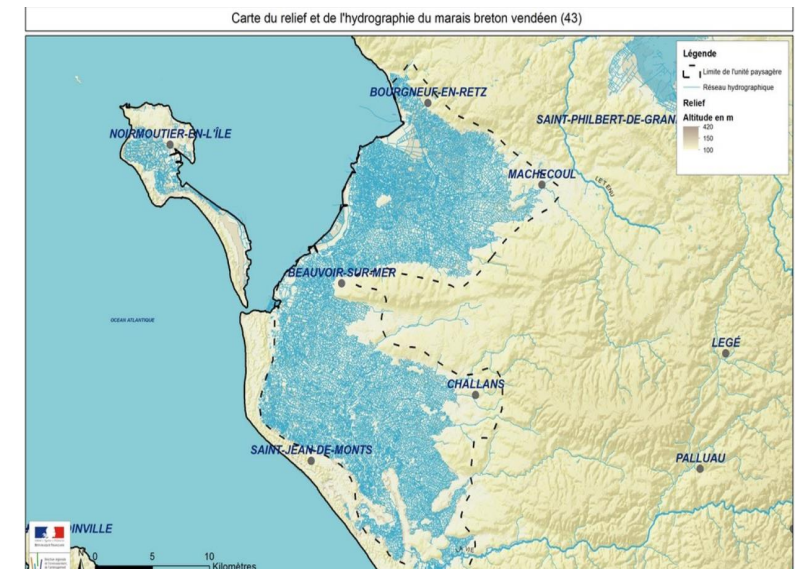 Carte du relief et de l'hydrographie du marais breton vendéen (43)
Légende
Limite de l'unité paysagère
Réseau hydrographique
Relief
Altitude en m
420
150
100
BOURGNEUF-EN-RETZ
SAINT-PHILBERT-DE-GRAN
NOIRMOUTIER-EN-L'ÎLE
MACHECOUL
BEAUVOIR-SUR-MER
OCEAN ATLANTIQUE
LEGÉ
CHALLANS
SAINT-JEAN-DE-MONTS
PALLUAU
INVILLE
LA VIE
N
0 5 10
Kilomètres